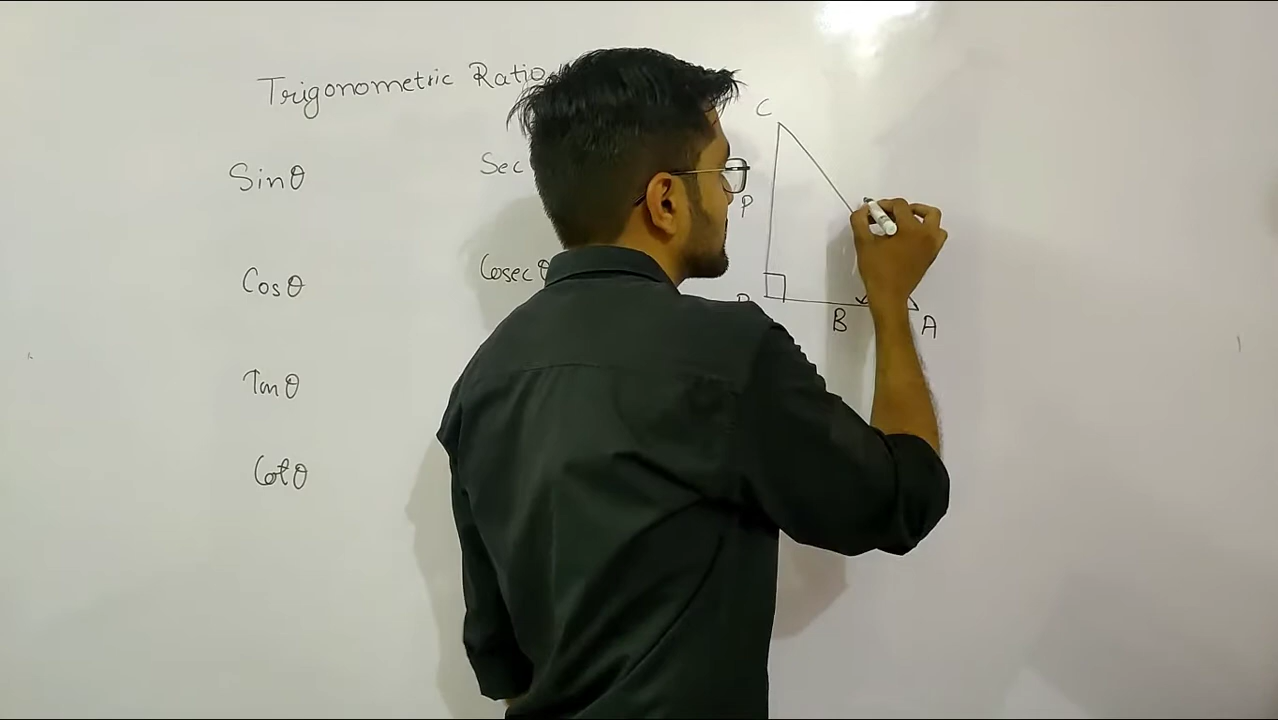 Trigonometric Ratio
Sinθ
Sec
Cosθ
Cosecθ
Tanθ
Cotθ
C
P
B
A